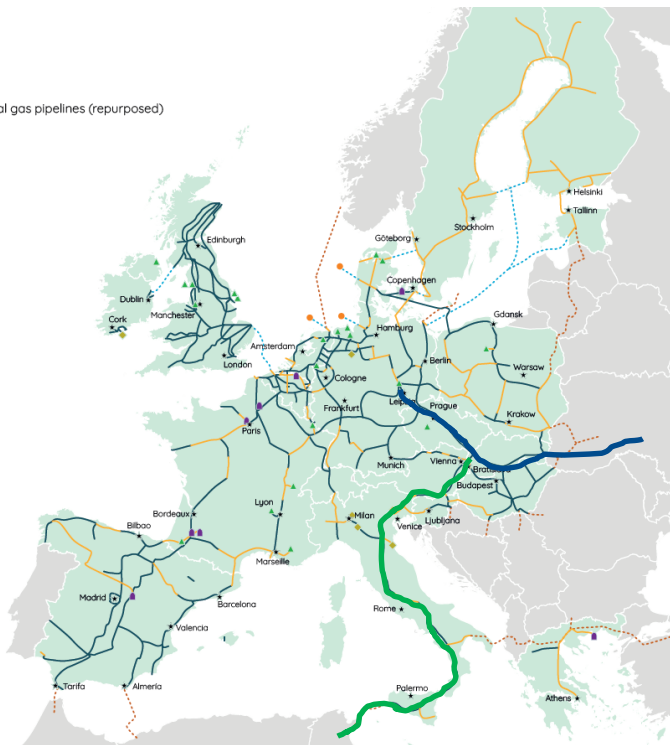 al gas pipelines (repurposed)
Helsinki
Tallinn
Stockholm
Göteborg
Edinburgh
Copenhagen
Dublin
Manchester
Cork
Gdansk
Hamburg
Amsterdam
London
Berlin
Warsaw
Cologne
Leipzig
Prague
Frankfurt
Krakow
Paris
Munich
Vienna
Bratislava
Budapest
Lyon
Milan
Venice
Ljubljana
Bordeaux
Bilbao
Marseille
Madrid
Barcelona
Rome
Valencia
Tarifa
Almería
Palermo
Athens